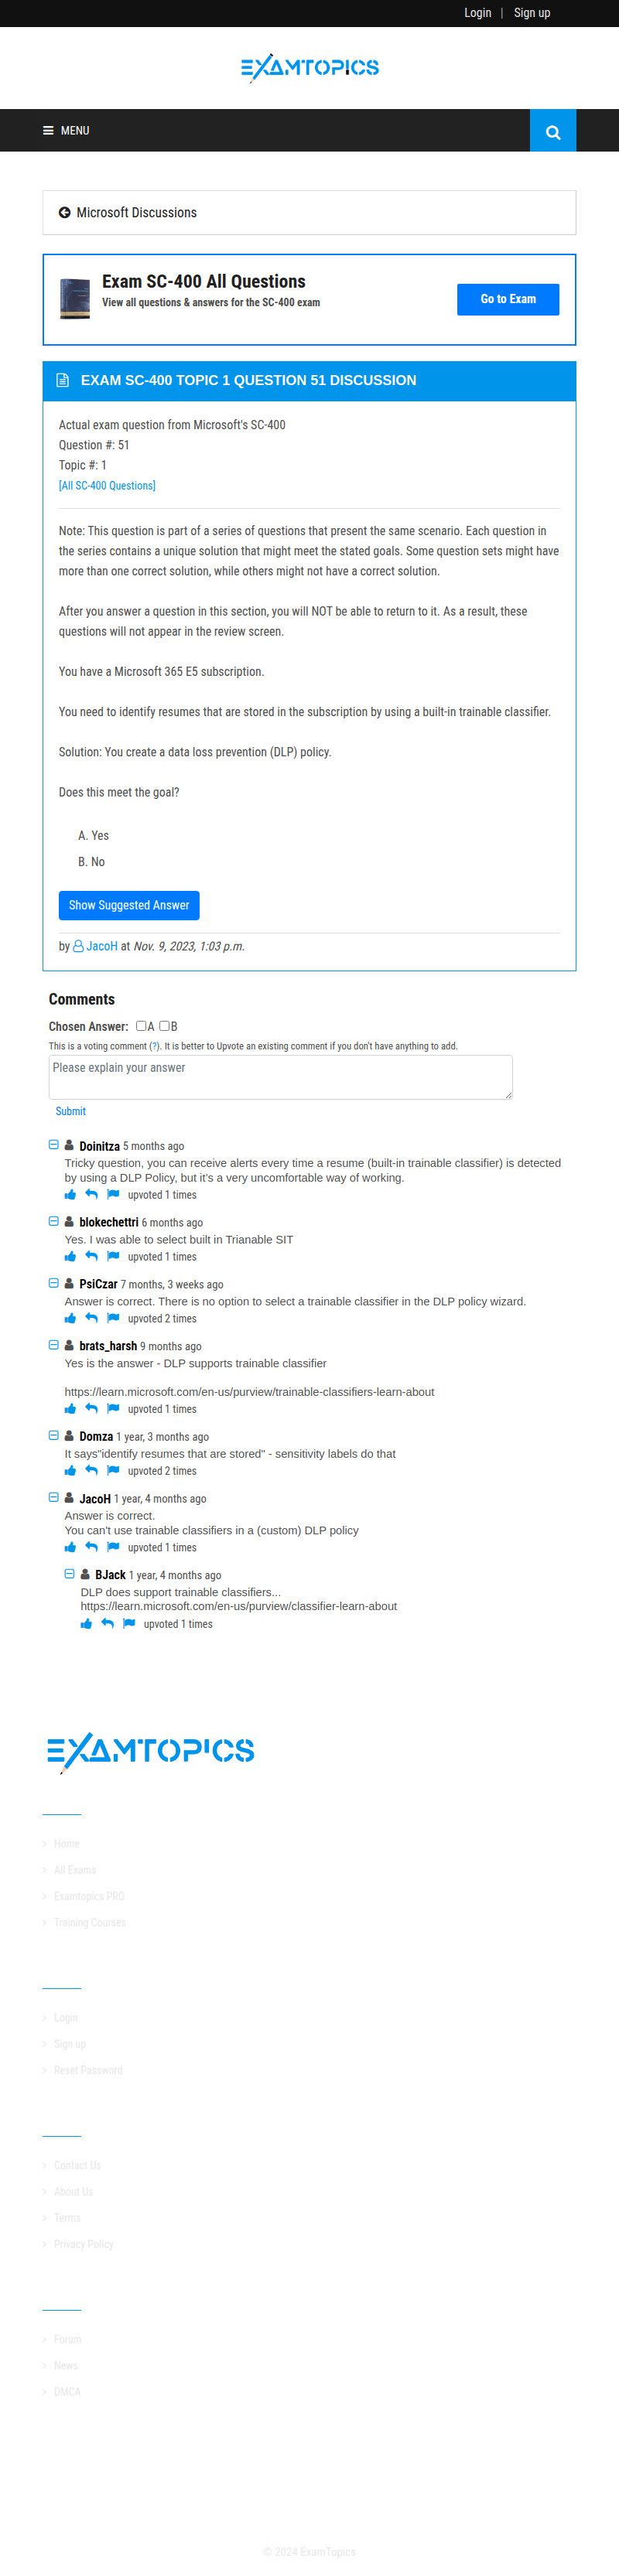 Login | Sign up
EXAMTOPICS
MENU
Microsoft Discussions
Exam SC-400 All Questions
View all questions & answers for the SC-400 exam
Go to Exam
EXAM SC-400 TOPIC 1 QUESTION 51 DISCUSSION
Actual exam question from Microsoft's SC-400
Question #: 51
Topic #: 1
[All SC-400 Questions]
Note: This question is part of a series of questions that present the same scenario. Each question in
the series contains a unique solution that might meet the stated goals. Some question sets might have
more than one correct solution, while others might not have a correct solution.
After you answer a question in this section, you will NOT be able to return to it. As a result, these
questions will not appear in the review screen.
You have a Microsoft 365 E5 subscription.
You need to identify resumes that are stored in the subscription by using a built-in trainable classifier.
Solution: You create a data loss prevention (DLP) policy.
Does this meet the goal?
A. Yes
B. No
Show Suggested Answer
by JacoH at Nov. 9, 2023, 1:03 p.m.
Comments
Chosen Answer: A B
This is a voting comment (?). It is better to Upvote an existing comment if you don't have anything to add.
Please explain your answer
Submit
Doinitza 5 months ago
Tricky question, you can receive alerts every time a resume (built-in trainable classifier) is detected
by using a DLP Policy, but it's a very uncomfortable way of working.
upvoted 1 times
blokechettri 6 months ago
Yes. I was able to select built in Trianable SIT
upvoted 1 times
PsiCzar 7 months, 3 weeks ago
Answer is correct. There is no option to select a trainable classifier in the DLP policy wizard.
upvoted 2 times
brats_harsh 9 months ago
Yes is the answer - DLP supports trainable classifier
https://learn.microsoft.com/en-us/purview/trainable-classifiers-learn-about
upvoted 1 times
Domza 1 year, 3 months ago
It says"identify resumes that are stored" - sensitivity labels do that
upvoted 2 times
JacoH 1 year, 4 months ago
Answer is correct.
You can't use trainable classifiers in a (custom) DLP policy
upvoted 1 times
BJack 1 year, 4 months ago
DLP does support trainable classifiers...
https://learn.microsoft.com/en-us/purview/classifier-learn-about
upvoted 1 times
EXAMTOPICS
Home
All Exams
Examtopics PRO
Training Courses
Login
Sign up
Reset Password
Contact Us
About Us
Terms
Privacy Policy
Forum
News
DMCA
© 2024 ExamTopics